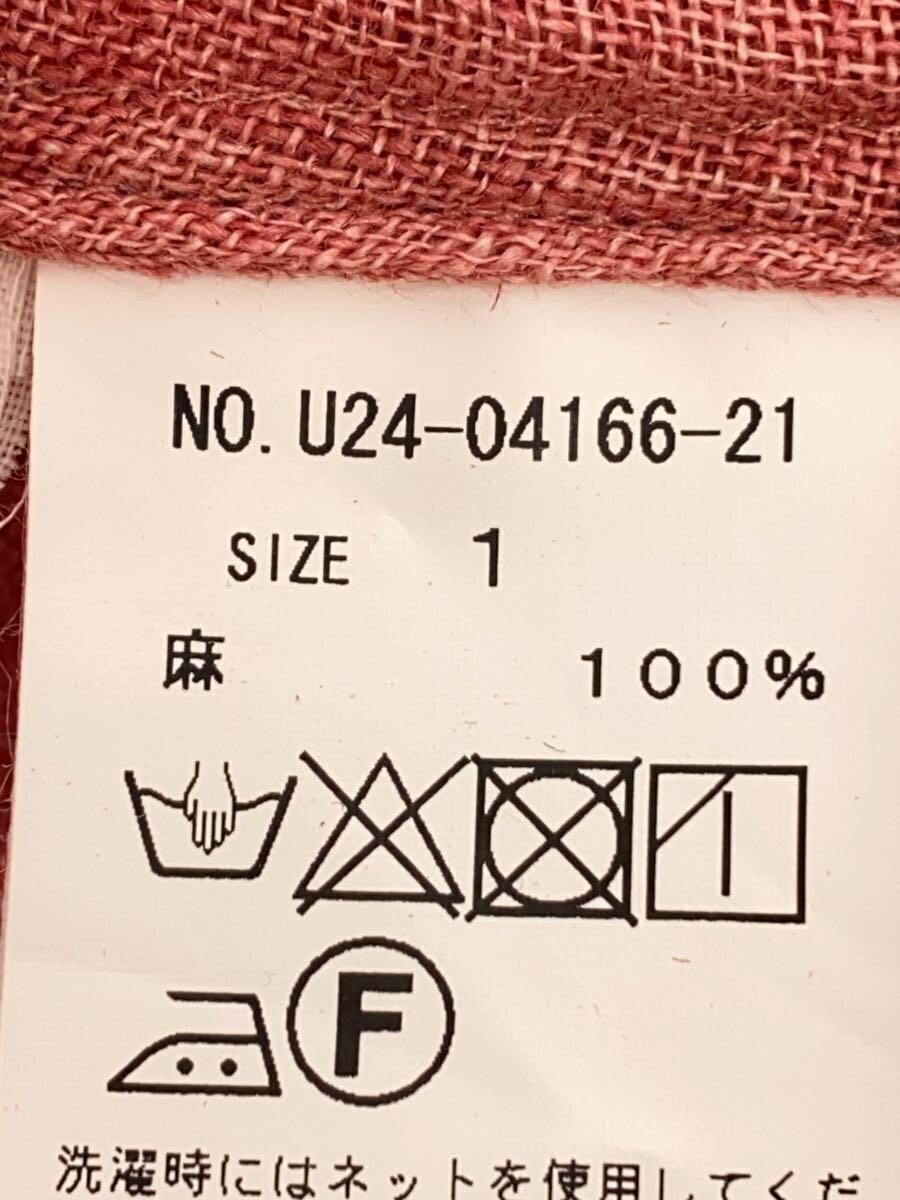 NO.U24-04166-21
SIZE 1
麻 100%
F
洗濯時にはネットを使用してくだ